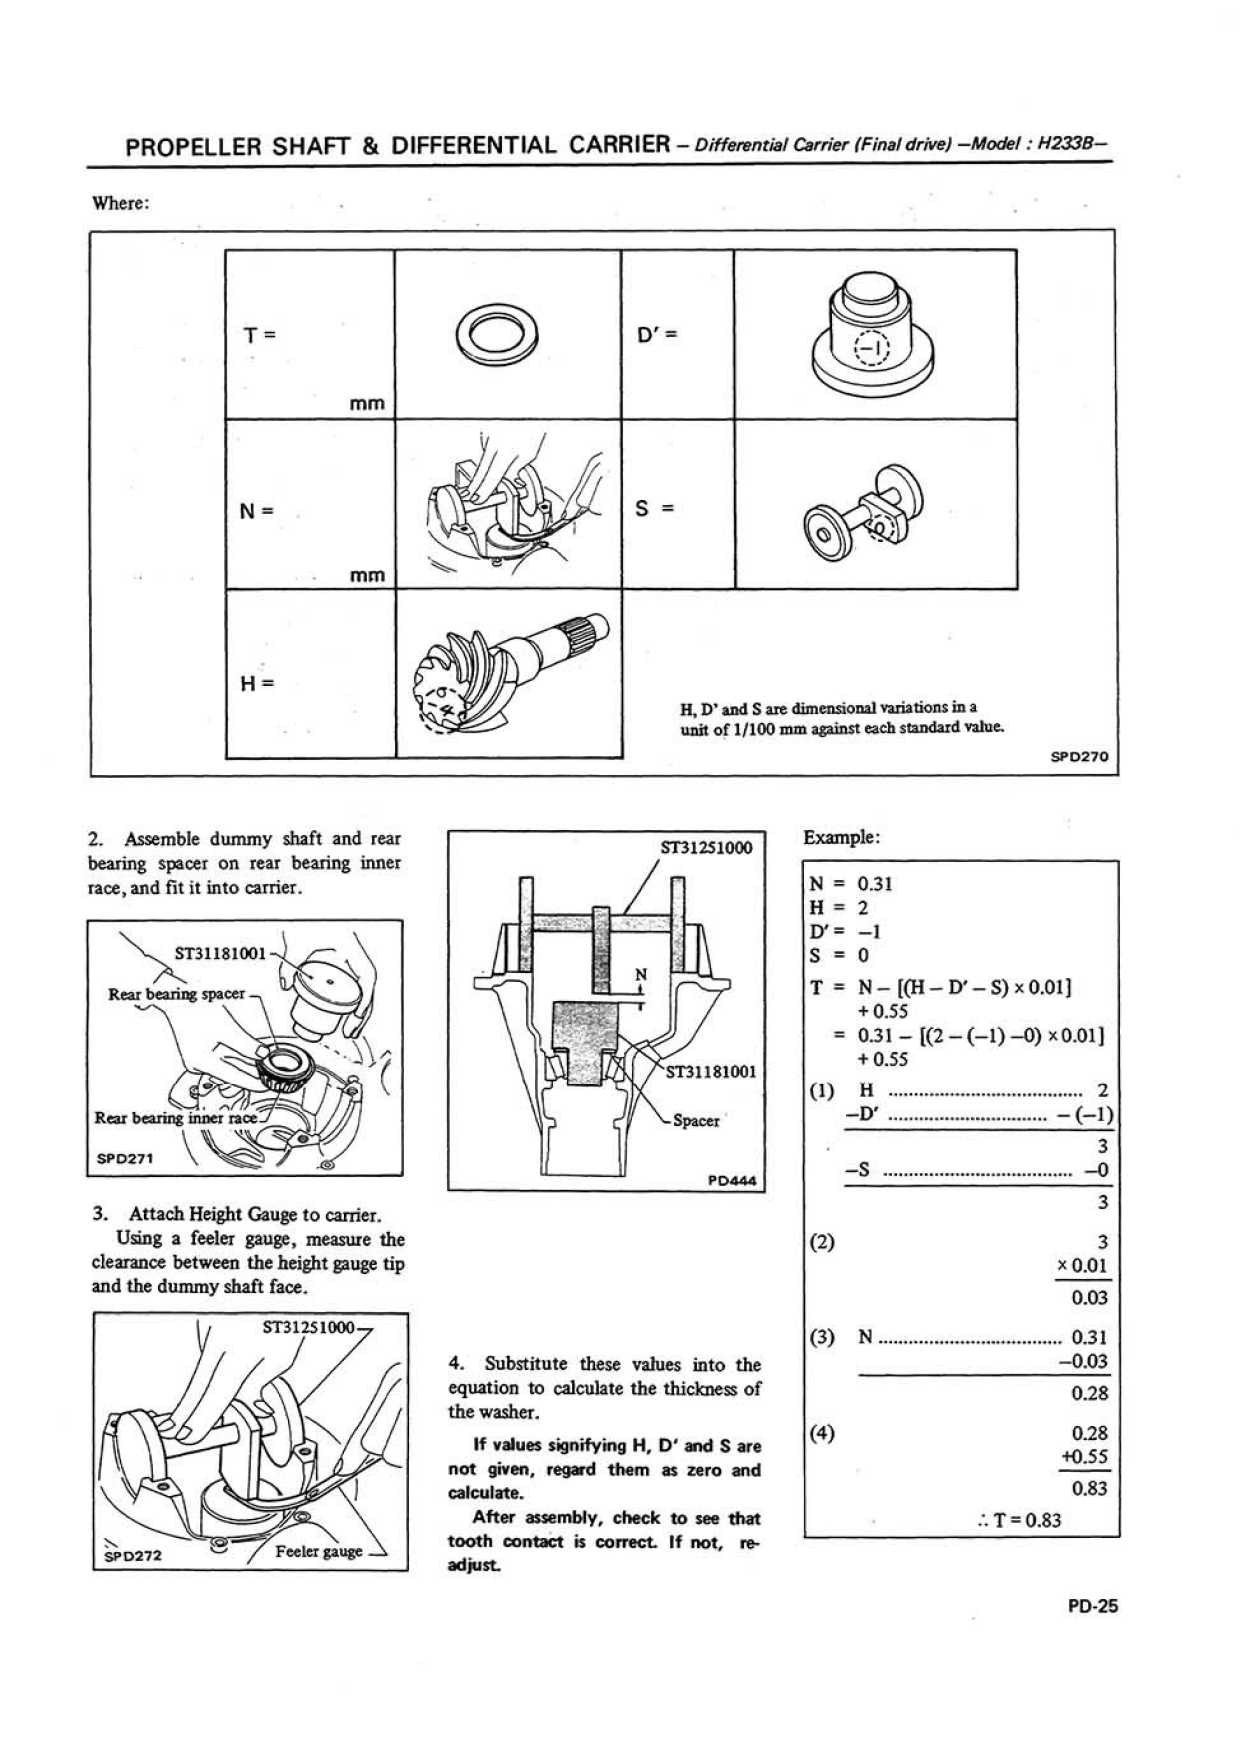 PROPELLER SHAFT & DIFFERENTIAL CARRIER – Differential Carrier (Final drive) –Model : H233B–
Where:
T =
mm
D′ =
–1
N =
mm
S =
0
H =
–4
H, D' and S are dimensional variations in a
unit of 1/100 mm against each standard value.
SPD270
2. Assemble dummy shaft and rear
bearing spacer on rear bearing inner
race, and fit it into carrier.
ST31181001
Rear bearing spacer
Rear bearing inner race
SPD271
3. Attach Height Gauge to carrier.
Using a feeler gauge, measure the
clearance between the height gauge tip
and the dummy shaft face.
ST31251000
SPD272
Feeler gauge
ST31251000
N
ST31181001
Spacer
PD444
4. Substitute these values into the
equation to calculate the thickness of
the washer.
If values signifying H, D′ and S are
not given, regard them as zero and
calculate.
After assembly, check to see that
tooth contact is correct. If not, re-
adjust.
Example:
N = 0.31
H = 2
D′ = –1
S = 0
T = N – [(H – D′ – S) × 0.01]
+ 0.55
= 0.31 – [(2 – (–1) –0) × 0.01]
+ 0.55
(1) H ..................................... 2
–D′ .............................. – (–1)
3
–S .................................... –0
3
(2) 3
× 0.01
0.03
(3) N ................................... 0.31
–0.03
0.28
(4) 0.28
+0.55
0.83
∴ T = 0.83
PD-25